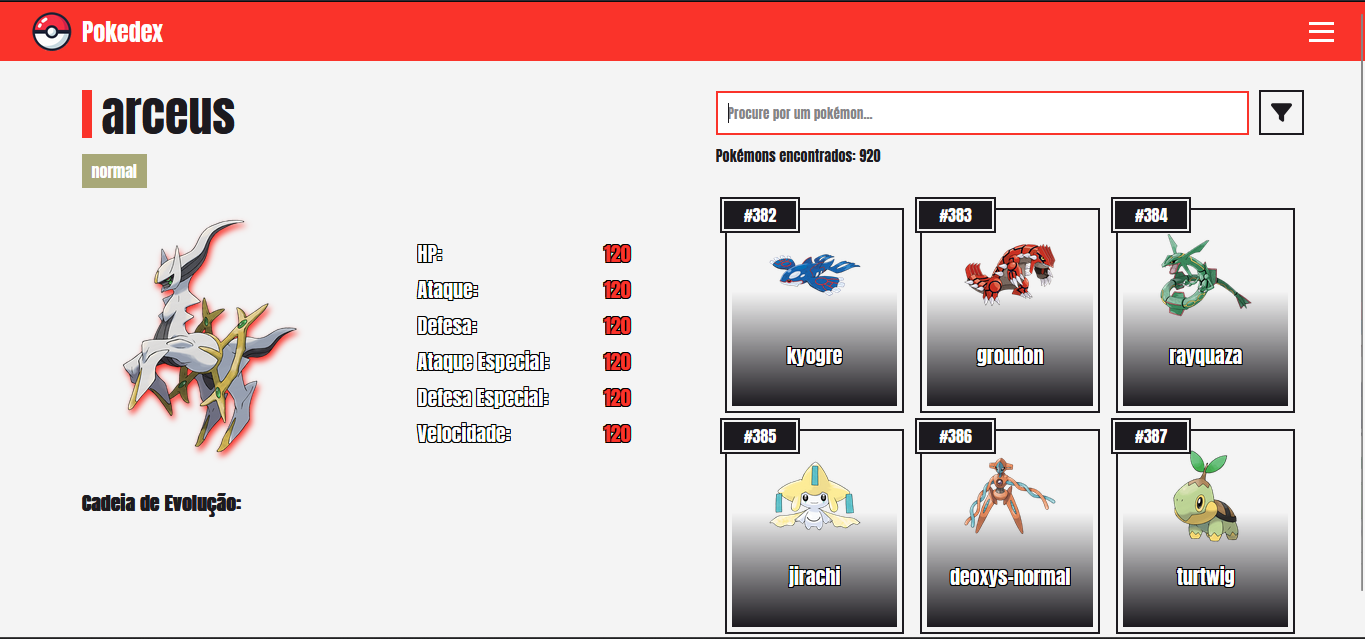 Pokedex
arceus
normal
HP: 120
Ataque: 120
Defesa: 120
Ataque Especial: 120
Defesa Especial: 120
Velocidade: 120
Cadeia de Evolução:
Procure por um pokémon...
Pokémons encontrados: 920
#382 #383 #384
kyogre groudon rayquaza
#385 #386 #387
jirachi deoxys-normal turtwig